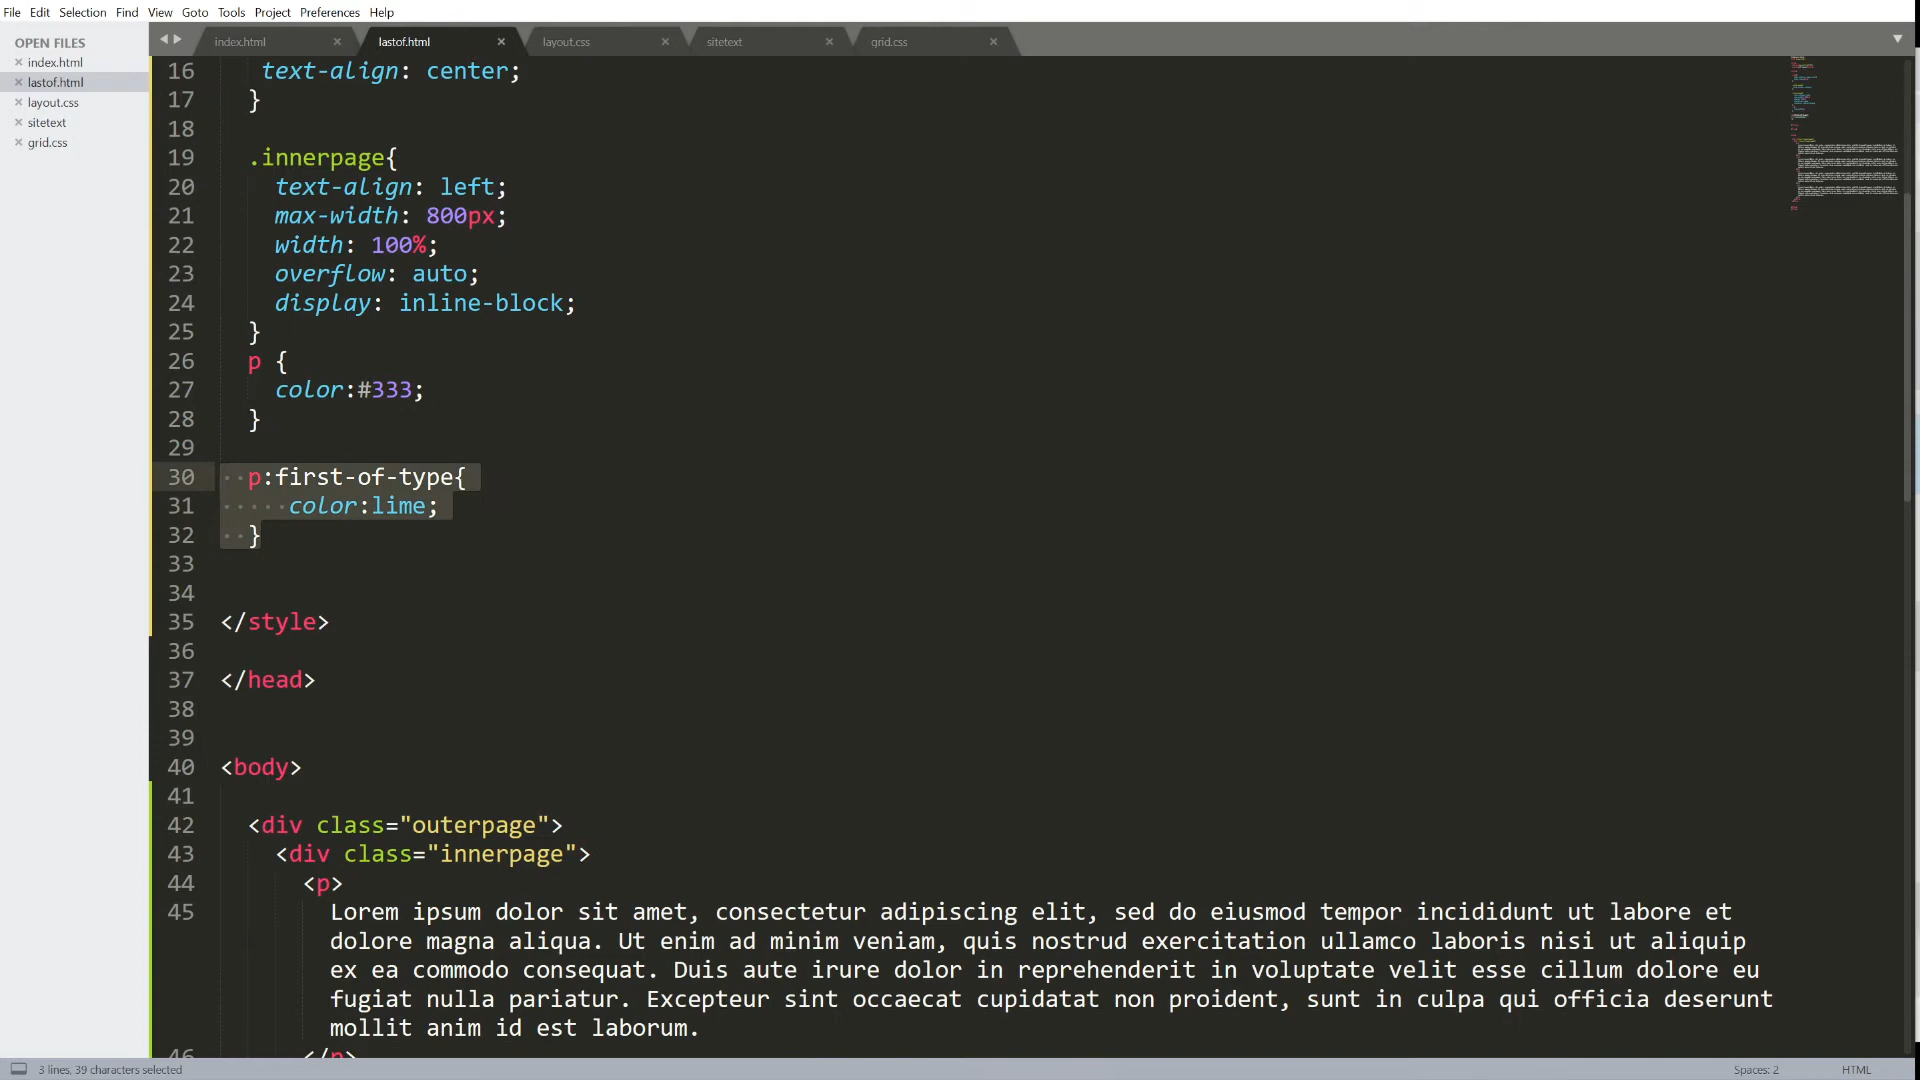 File Edit Selection Find View Goto Tools Project Preferences Help
OPEN FILES
× index.html
× lastof.html
× layout.css
× sitetext
× grid.css
index.html × lastof.html × layout.css × sitetext × grid.css ×
16 text-align: center;
17 }
18
19 .innerpage{
20 text-align: left;
21 max-width: 800px;
22 width: 100%;
23 overflow: auto;
24 display: inline-block;
25 }
26 p {
27 color:#333;
28 }
29
30 p:first-of-type{
31 color:lime;
32 }
33
34
35 </style>
36
37 </head>
38
39
40 <body>
41
42 <div class="outerpage">
43 <div class="innerpage">
44 <p>
45 Lorem ipsum dolor sit amet, consectetur adipiscing elit, sed do eiusmod tempor incididunt ut labore et
dolore magna aliqua. Ut enim ad minim veniam, quis nostrud exercitation ullamco laboris nisi ut aliquip
ex ea commodo consequat. Duis aute irure dolor in reprehenderit in voluptate velit esse cillum dolore eu
fugiat nulla pariatur. Excepteur sint occaecat cupidatat non proident, sunt in culpa qui officia deserunt
mollit anim id est laborum.
46 </p>
3 lines, 39 characters selected Spaces: 2 HTML